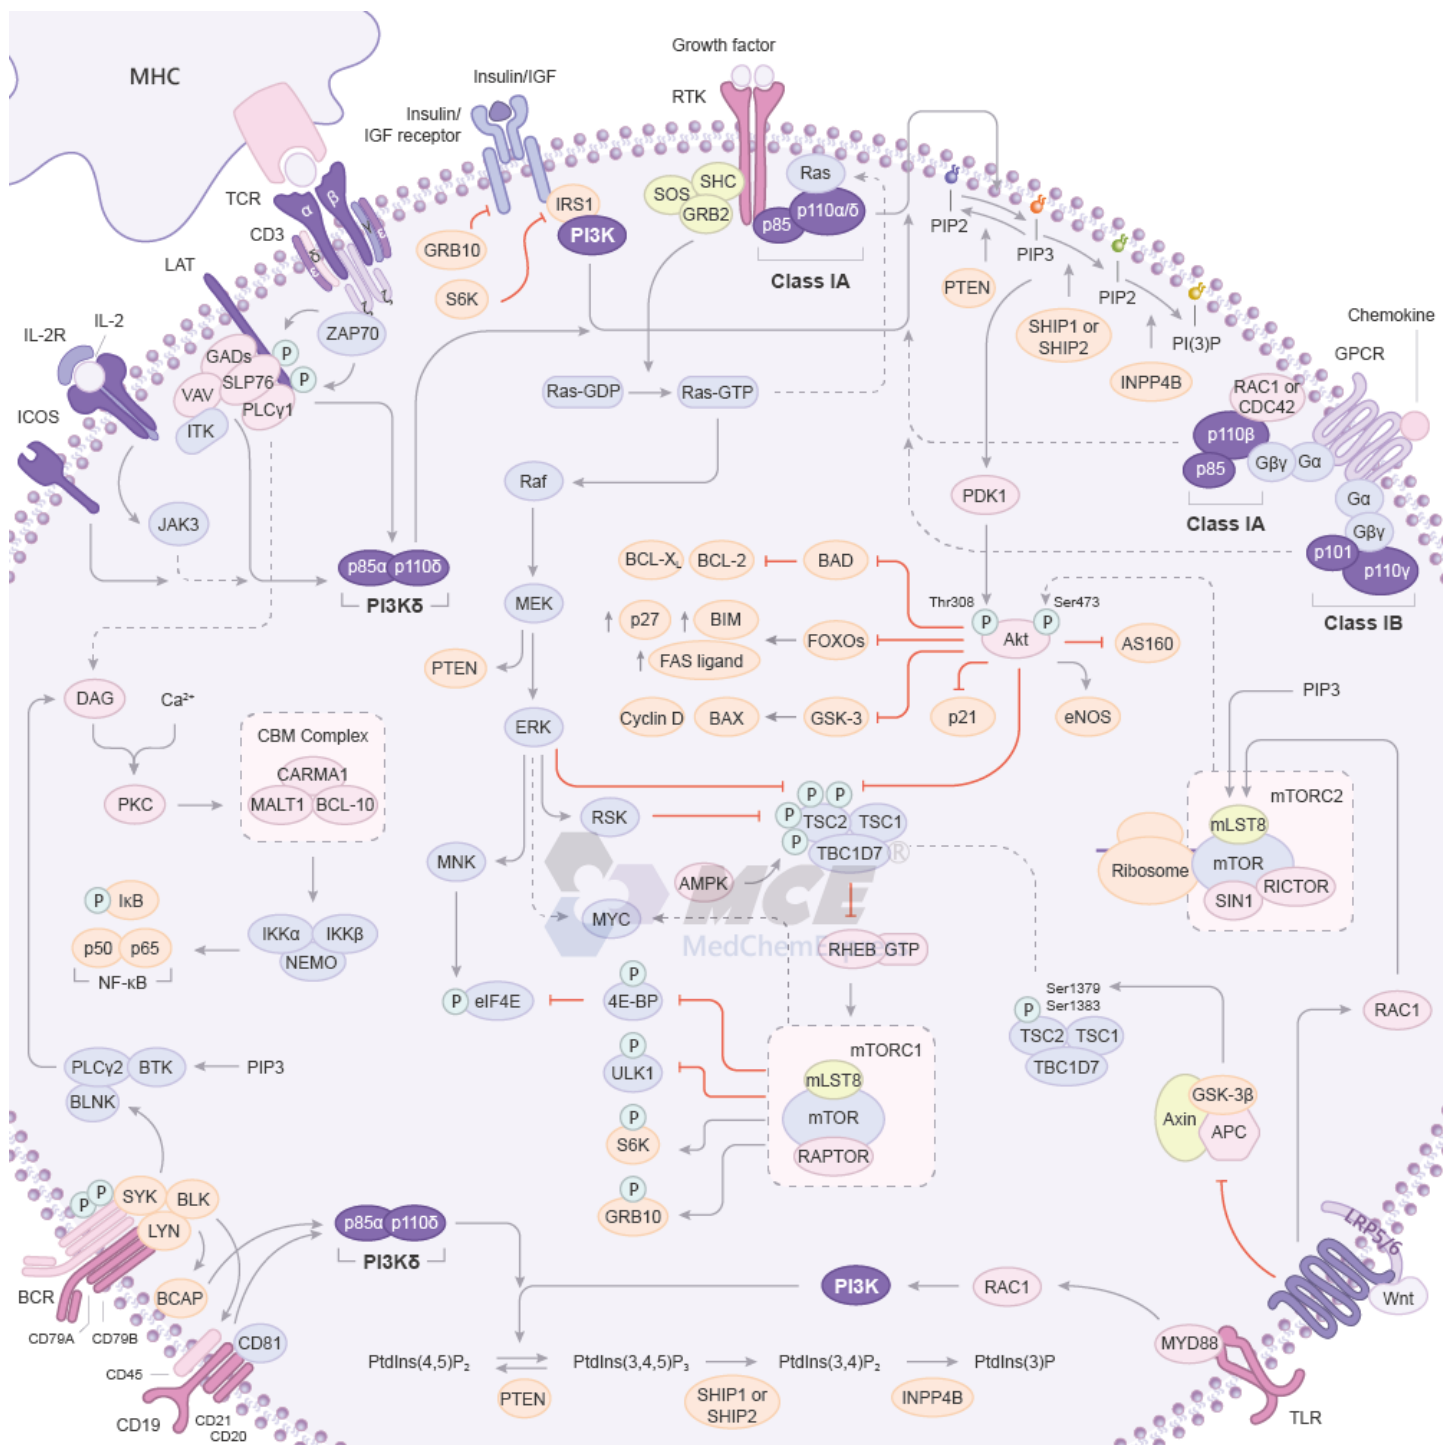 MHC
Growth factor
RTK
Insulin/IGF
Insulin/
IGF receptor
TCR
α
β
γ
ε
CD3
δ
ε
ζ
ζ
LAT
IL-2
IL-2R
ICOS
ZAP70
P
P
GADs
SLP76
VAV
PLCγ1
ITK
JAK3
p85α
p110δ
PI3Kδ
GRB10
S6K
IRS1
PI3K
SOS
SHC
GRB2
Ras
p85
p110α/δ
Class IA
PIP2
PIP3
PTEN
PIP2
SHIP1 or
SHIP2
PI(3)P
INPP4B
Chemokine
GPCR
RAC1 or
CDC42
p110β
p85
Gβγ
Gα
Class IA
Gα
Gβγ
p101
p110γ
Class IB
Ras-GDP
Ras-GTP
Raf
MEK
PTEN
ERK
RSK
MNK
PDK1
Thr308
Ser473
P
P
Akt
AS160
eNOS
p21
BCL-XL
BCL-2
BAD
p27
BIM
FAS ligand
FOXOs
Cyclin D
BAX
GSK-3
DAG
Ca²⁺
PKC
CBM Complex
CARMA1
MALT1
BCL-10
P
IκB
p50
p65
NF-κB
IKKα
IKKβ
NEMO
P
P
P
P
TSC2
TSC1
TBC1D7
AMPK
MYC
MCE
®
MedChemExpress
RHEB
GTP
P
eIF4E
P
4E-BP
P
ULK1
P
S6K
P
GRB10
mTORC1
mLST8
mTOR
RAPTOR
PIP3
mTORC2
mLST8
mTOR
SIN1
RICTOR
Ribosome
Ser1379
Ser1383
P
TSC2
TSC1
TBC1D7
RAC1
Axin
GSK-3β
APC
LRP5/6
Wnt
PLCγ2
BTK
BLNK
PIP3
P
P
SYK
BLK
LYN
BCR
CD79A
CD79B
BCAP
CD81
CD45
CD19
CD21
CD20
p85α
p110δ
PI3Kδ
PI3K
RAC1
MYD88
TLR
PtdIns(4,5)P₂
PTEN
PtdIns(3,4,5)P₃
SHIP1 or
SHIP2
PtdIns(3,4)P₂
INPP4B
PtdIns(3)P